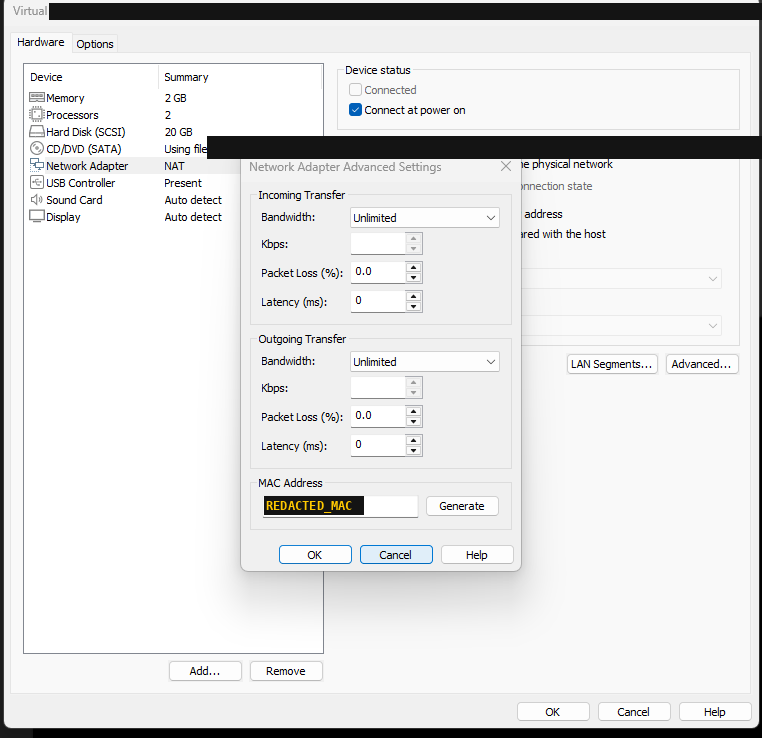 Virtual
Hardware
Options
Device Summary
Memory 2 GB
Processors 2
Hard Disk (SCSI) 20 GB
CD/DVD (SATA) Using file
Network Adapter NAT
USB Controller Present
Sound Card Auto detect
Display Auto detect
Add...
Remove
Device status
Connected
Connect at power on
he physical network
onnection state
address
ared with the host
LAN Segments...
Advanced...
Network Adapter Advanced Settings
Incoming Transfer
Bandwidth: Unlimited
Kbps:
Packet Loss (%): 0.0
Latency (ms): 0
Outgoing Transfer
Bandwidth: Unlimited
Kbps:
Packet Loss (%): 0.0
Latency (ms): 0
MAC Address
REDACTED_MAC
Generate
OK
Cancel
Help
OK
Cancel
Help